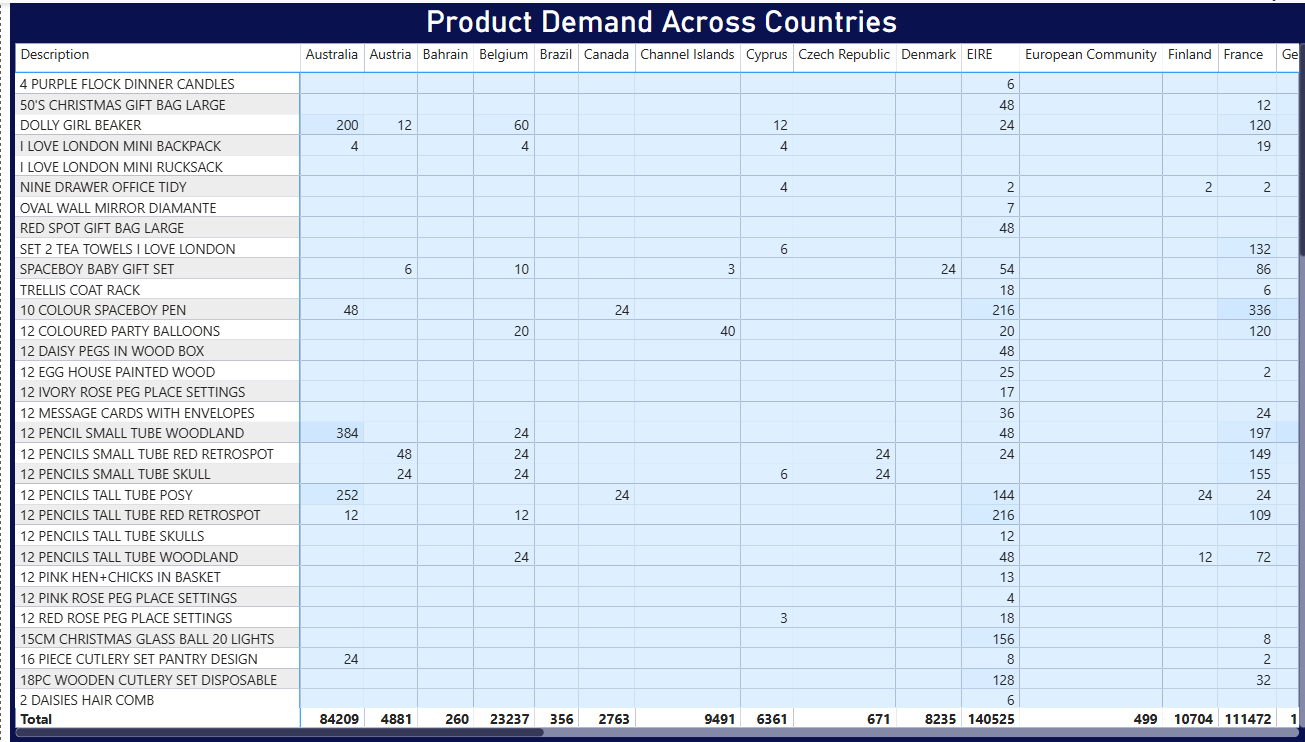 Product Demand Across Countries
Description Australia Austria Bahrain Belgium Brazil Canada Channel Islands Cyprus Czech Republic Denmark EIRE European Community Finland France Ge
4 PURPLE FLOCK DINNER CANDLES 6
50'S CHRISTMAS GIFT BAG LARGE 48 12
DOLLY GIRL BEAKER 200 12 60 12 24 120
I LOVE LONDON MINI BACKPACK 4 4 4 19
I LOVE LONDON MINI RUCKSACK
NINE DRAWER OFFICE TIDY 4 2 2 2
OVAL WALL MIRROR DIAMANTE 7
RED SPOT GIFT BAG LARGE 48
SET 2 TEA TOWELS I LOVE LONDON 6 132
SPACEBOY BABY GIFT SET 6 10 3 24 54 86
TRELLIS COAT RACK 18 6
10 COLOUR SPACEBOY PEN 48 24 216 336
12 COLOURED PARTY BALLOONS 20 40 20 120
12 DAISY PEGS IN WOOD BOX 48
12 EGG HOUSE PAINTED WOOD 25 2
12 IVORY ROSE PEG PLACE SETTINGS 17
12 MESSAGE CARDS WITH ENVELOPES 36 24
12 PENCIL SMALL TUBE WOODLAND 384 24 48 197
12 PENCILS SMALL TUBE RED RETROSPOT 48 24 24 24 149
12 PENCILS SMALL TUBE SKULL 24 24 6 24 155
12 PENCILS TALL TUBE POSY 252 24 144 24 24
12 PENCILS TALL TUBE RED RETROSPOT 12 12 216 109
12 PENCILS TALL TUBE SKULLS 12
12 PENCILS TALL TUBE WOODLAND 24 48 12 72
12 PINK HEN+CHICKS IN BASKET 13
12 PINK ROSE PEG PLACE SETTINGS 4
12 RED ROSE PEG PLACE SETTINGS 3 18
15CM CHRISTMAS GLASS BALL 20 LIGHTS 156 8
16 PIECE CUTLERY SET PANTRY DESIGN 24 8 2
18PC WOODEN CUTLERY SET DISPOSABLE 128 32
2 DAISIES HAIR COMB 6
Total 84209 4881 260 23237 356 2763 9491 6361 671 8235 140525 499 10704 111472 1